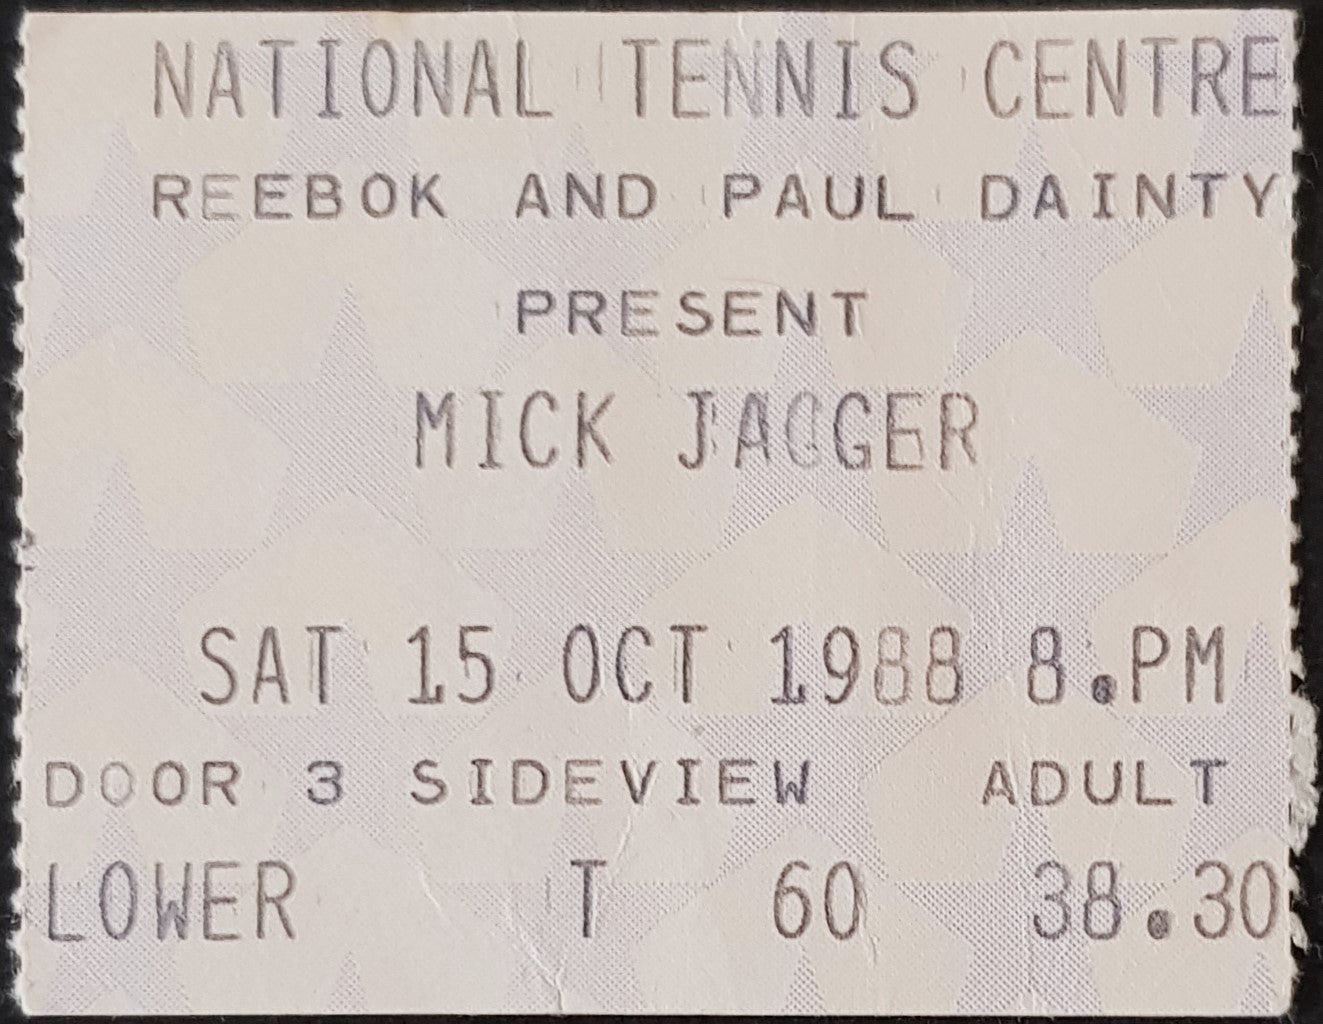 NATIONAL TENNIS CENTRE
REEBOK AND PAUL DAINTY
PRESENT
MICK JAGGER
SAT 15 OCT 1988 8.PM
DOOR 3 SIDEVIEW ADULT
LOWER T 60 38.30